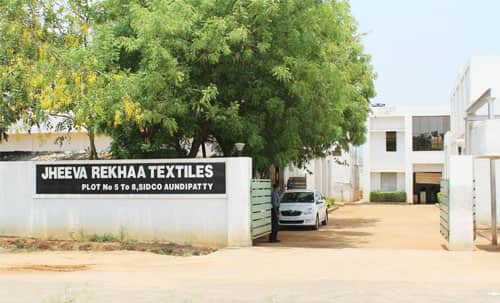 JHEEVA REKHAA TEXTILES
PLOT No 5 To 8,SIDCO AUNDIPATTY